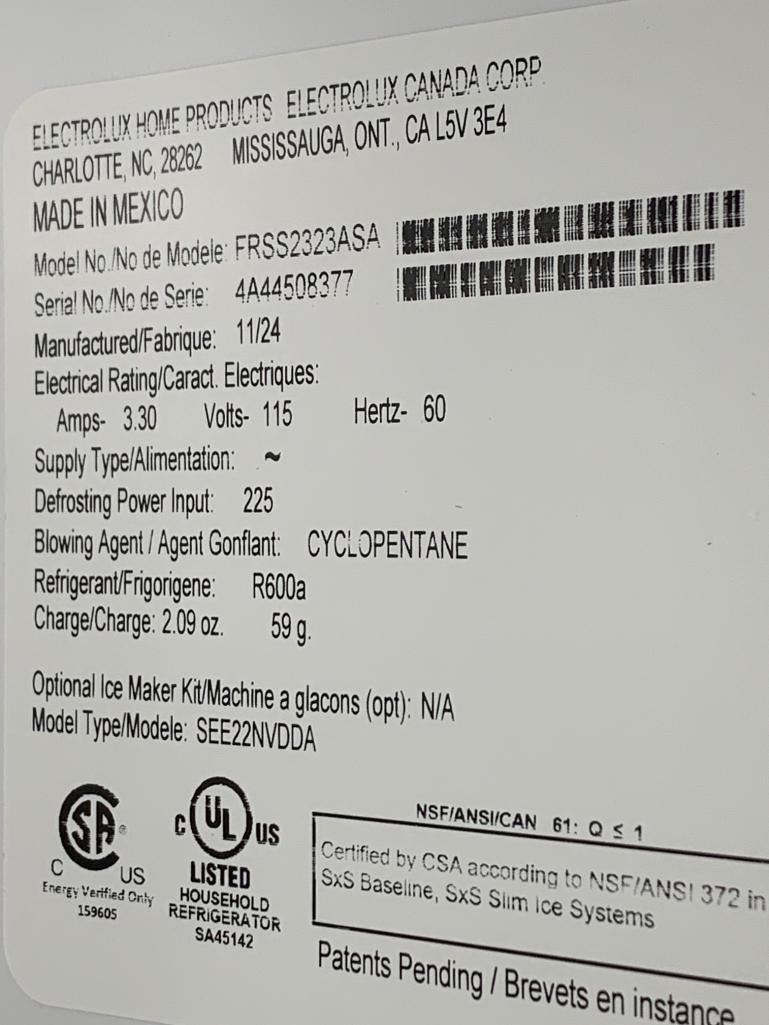 ELECTROLUX HOME PRODUCTS ELECTROLUX CANADA CORP.
CHARLOTTE, NC, 28262 MISSISSAUGA, ONT., CA L5V 3E4
MADE IN MEXICO
Model No./No de Modele: FRSS2323ASA
Serial No./No de Serie: 4A44508377
Manufactured/Fabrique: 11/24
Electrical Rating/Caract. Electriques:
Amps- 3.30 Volts- 115 Hertz- 60
Supply Type/Alimentation: ~
Defrosting Power Input: 225
Blowing Agent / Agent Gonflant: CYCLOPENTANE
Refrigerant/Frigorigene: R600a
Charge/Charge: 2.09 oz. 59 g.
Optional Ice Maker Kit/Machine a glacons (opt): N/A
Model Type/Modele: SEE22NVDDA
SA ®
C US
Energy Verified Only
159605
C UL US
LISTED
HOUSEHOLD
REFRIGERATOR
SA45142
NSF/ANSI/CAN 61: Q ≤ 1
Certified by CSA according to NSF/ANSI 372 in
SxS Baseline, SxS Slim Ice Systems
Patents Pending / Brevets en instance